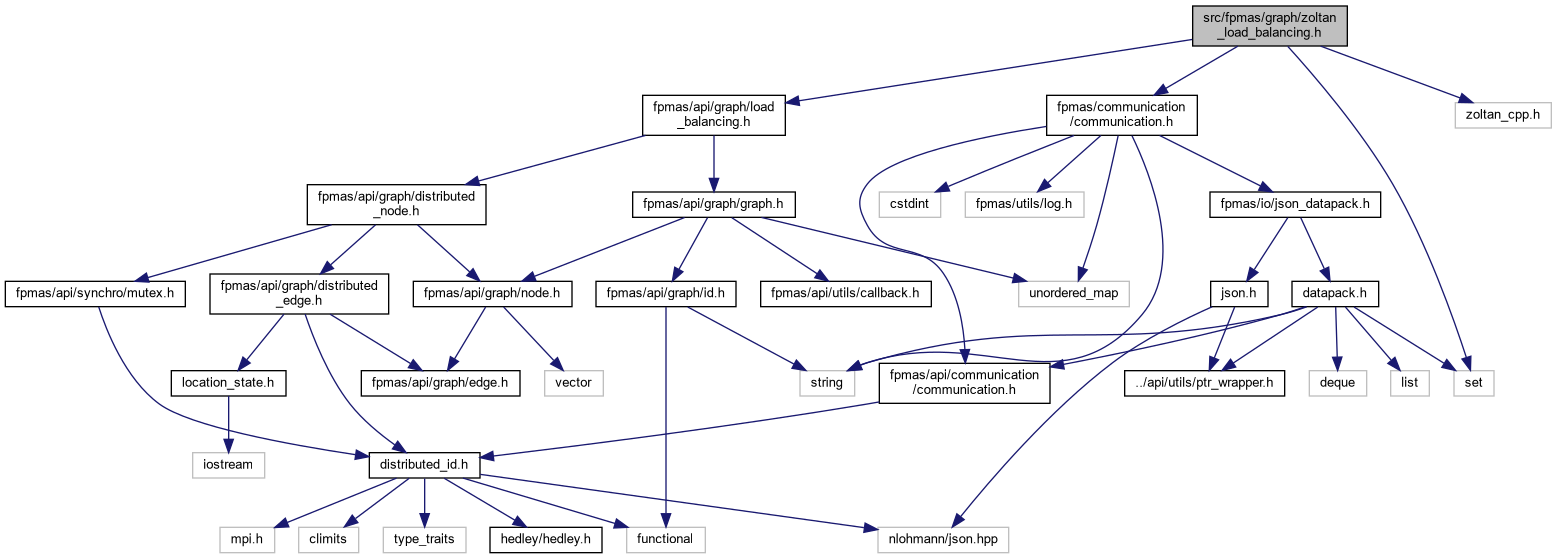 src/fpmas/graph/zoltan
_load_balancing.h
fpmas/api/graph/load
_balancing.h
fpmas/communication
/communication.h
zoltan_cpp.h
fpmas/api/graph/distributed
_node.h
fpmas/api/graph/graph.h
cstdint
fpmas/utils/log.h
fpmas/io/json_datapack.h
fpmas/api/synchro/mutex.h
fpmas/api/graph/distributed
_edge.h
fpmas/api/graph/node.h
fpmas/api/graph/id.h
fpmas/api/utils/callback.h
unordered_map
json.h
datapack.h
location_state.h
fpmas/api/graph/edge.h
vector
string
fpmas/api/communication
/communication.h
../api/utils/ptr_wrapper.h
deque
list
set
iostream
distributed_id.h
mpi.h
climits
type_traits
hedley/hedley.h
functional
nlohmann/json.hpp